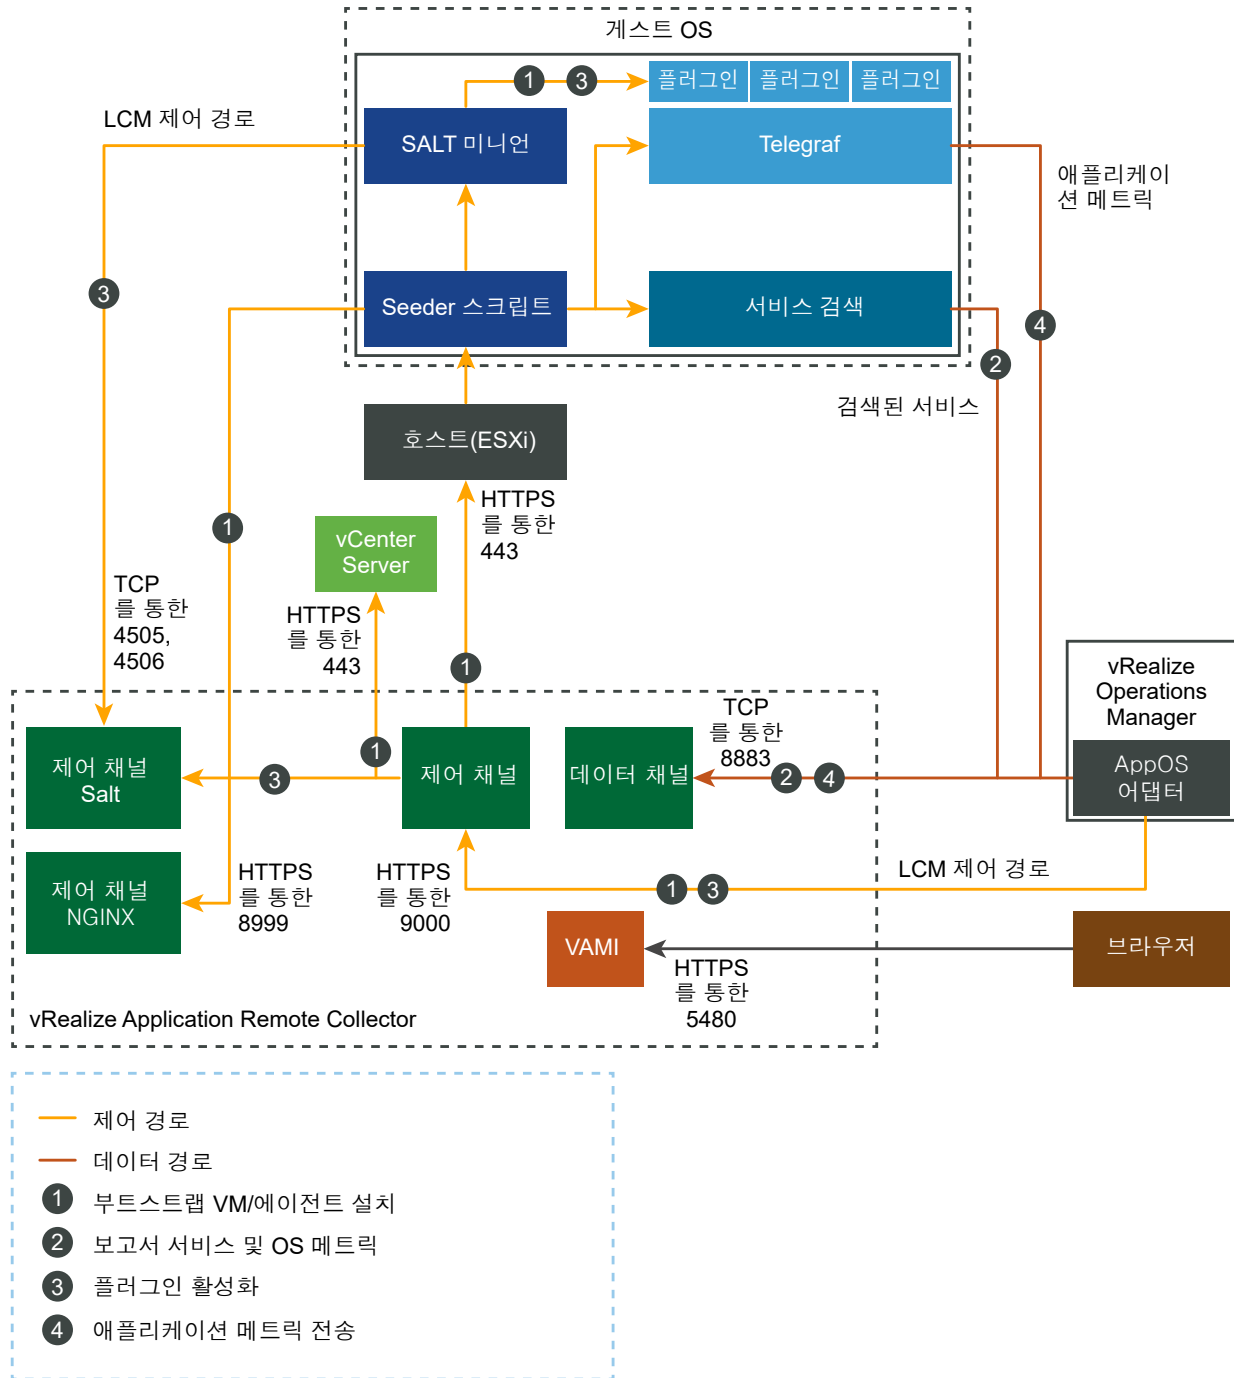 게스트 OS
1
3
플러그인
플러그인
플러그인
LCM 제어 경로
SALT 미니언
Telegraf
애플리케이
션 메트릭
3
Seeder 스크립트
서비스 검색
4
2
검색된 서비스
호스트(ESXi)
HTTPS
를 통한
443
1
vCenter
Server
TCP
를 통한
4505,
4506
HTTPS
를 통한
443
1
vRealize
Operations
Manager
TCP
를 통한
8883
제어 채널
Salt
3
1
제어 채널
데이터 채널
2
4
AppOS
어댑터
HTTPS
를 통한
8999
HTTPS
를 통한
9000
LCM 제어 경로
1
3
제어 채널
NGINX
VAMI
브라우저
HTTPS
를 통한
5480
vRealize Application Remote Collector
제어 경로
데이터 경로
1 부트스트랩 VM/에이전트 설치
2 보고서 서비스 및 OS 메트릭
3 플러그인 활성화
4 애플리케이션 메트릭 전송